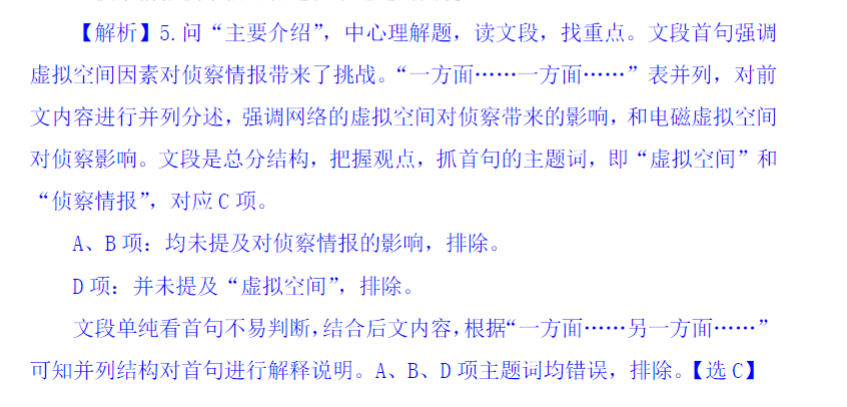 【解析】5.问“主要介绍”，中心理解题，读文段，找重点。文段首句强调
虚拟空间因素对侦察情报带来了挑战。“一方面……一方面……”表并列，对前
文内容进行并列分述，强调网络的虚拟空间对侦察带来的影响，和电磁虚拟空间
对侦察影响。文段是总分结构，把握观点，抓首句的主题词，即“虚拟空间”和
“侦察情报”，对应 C 项。
A、B 项：均未提及对侦察情报的影响，排除。
D 项：并未提及“虚拟空间”，排除。
文段单纯看首句不易判断，结合后文内容，根据“一方面……另一方面……”
可知并列结构对首句进行解释说明。A、B、D 项主题词均错误，排除。【选 C】